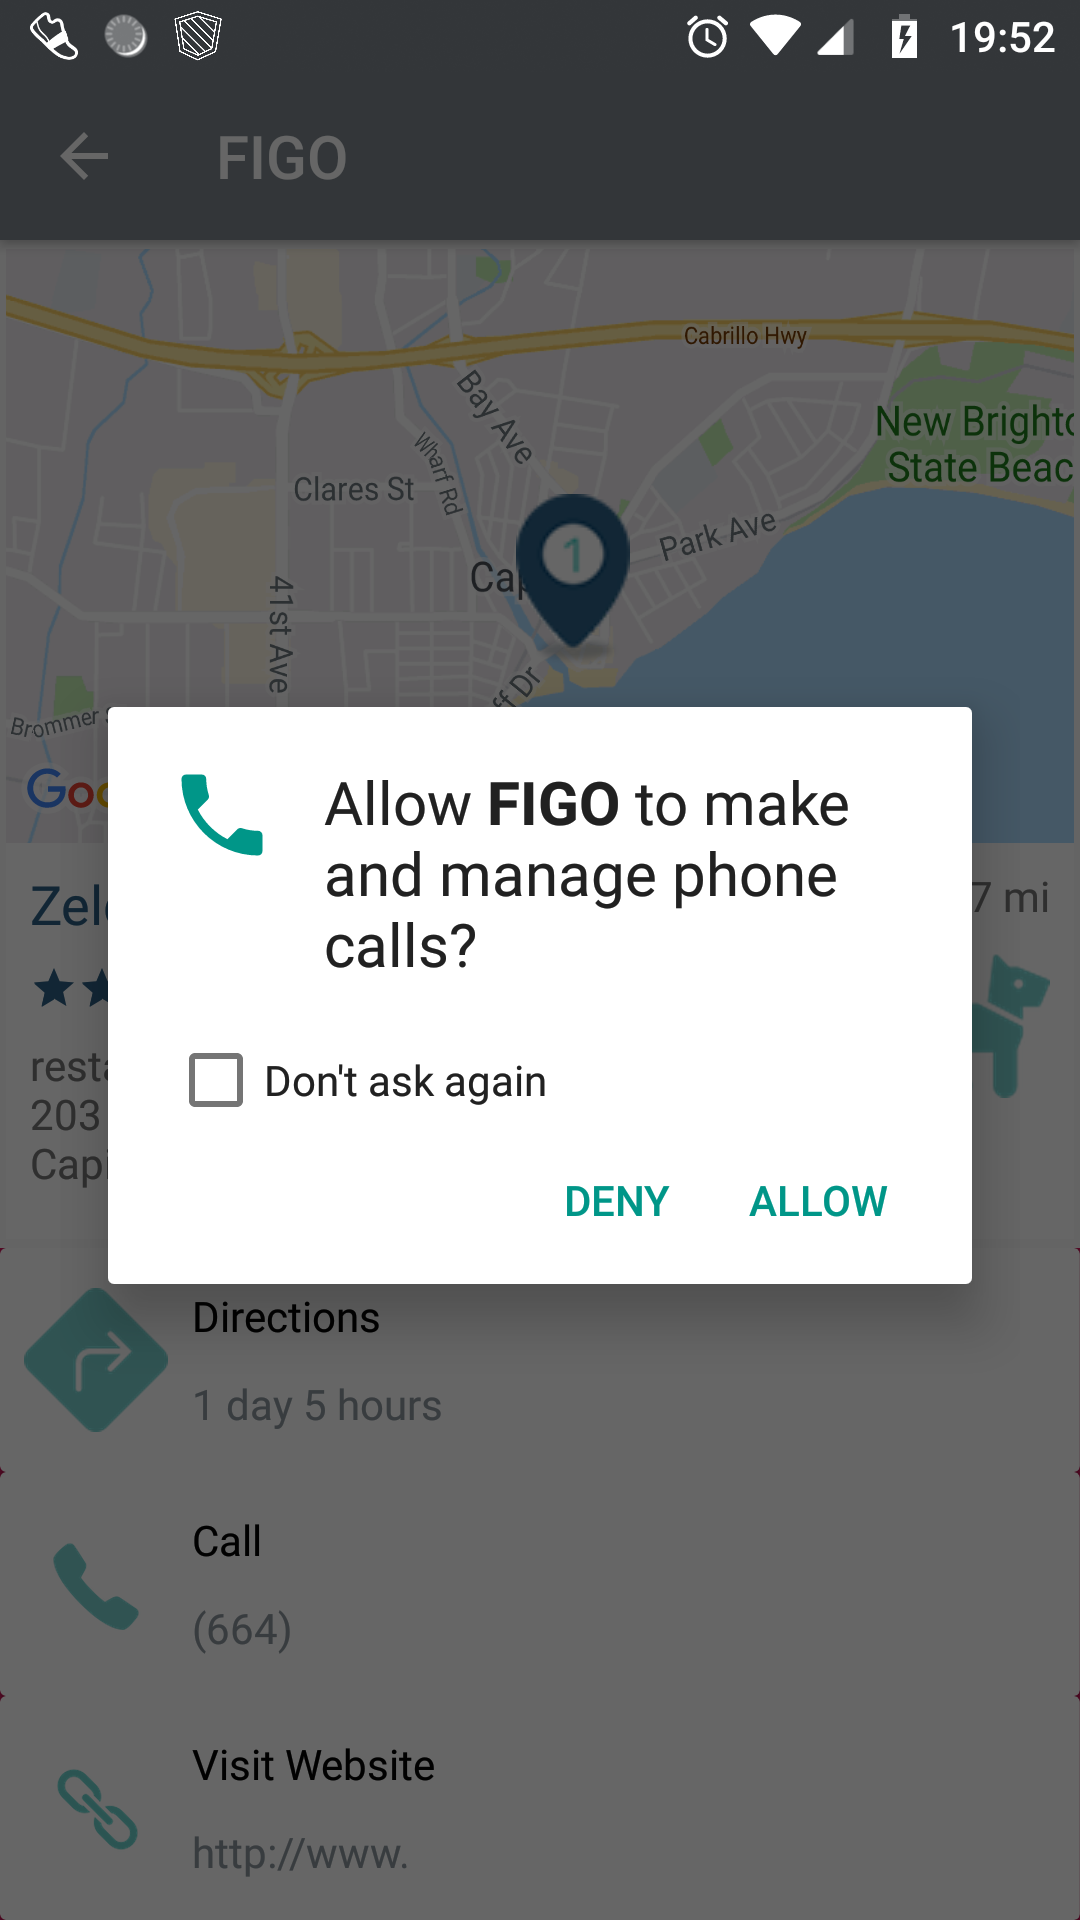 19:52
FIGO
Cabrillo Hwy
Bay Ave
New Bright
State Beac
Wharf Rd
Clares St
Park Ave
1
Cap
41st Ave
ff Dr
Brommer
Goo
Allow FIGO to make
and manage phone
calls?
Zel
7 mi
resta
203
Capi
Don't ask again
DENY
ALLOW
Directions
1 day 5 hours
Call
(664)
Visit Website
http://www.